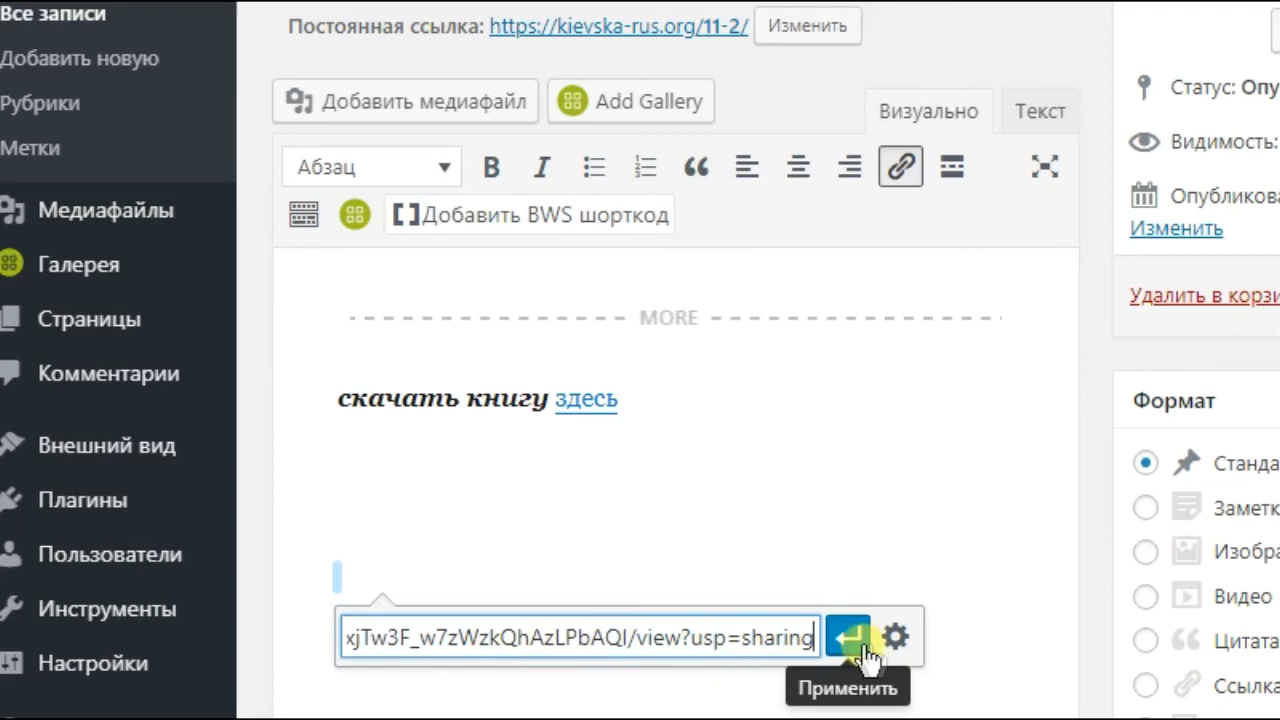 Все записи
Добавить новую
Рубрики
Метки
Медиафайлы
Галерея
Страницы
Комментарии
Внешний вид
Плагины
Пользователи
Инструменты
Настройки
Постоянная ссылка: https://kievska-rus.org/11-2/ Изменить
Добавить медиафайл Add Gallery
Визуально Текст
Абзац
Добавить BWS шорткод
MORE
скачать книгу здесь
xjTw3F_w7zWzkQhAzLPbAQI/view?usp=sharing
Применить
Статус: Опу
Видимость:
Опубликова
Изменить
Удалить в корзи
Формат
Станда
Заметк
Изобра
Видео
Цитата
Ссылка